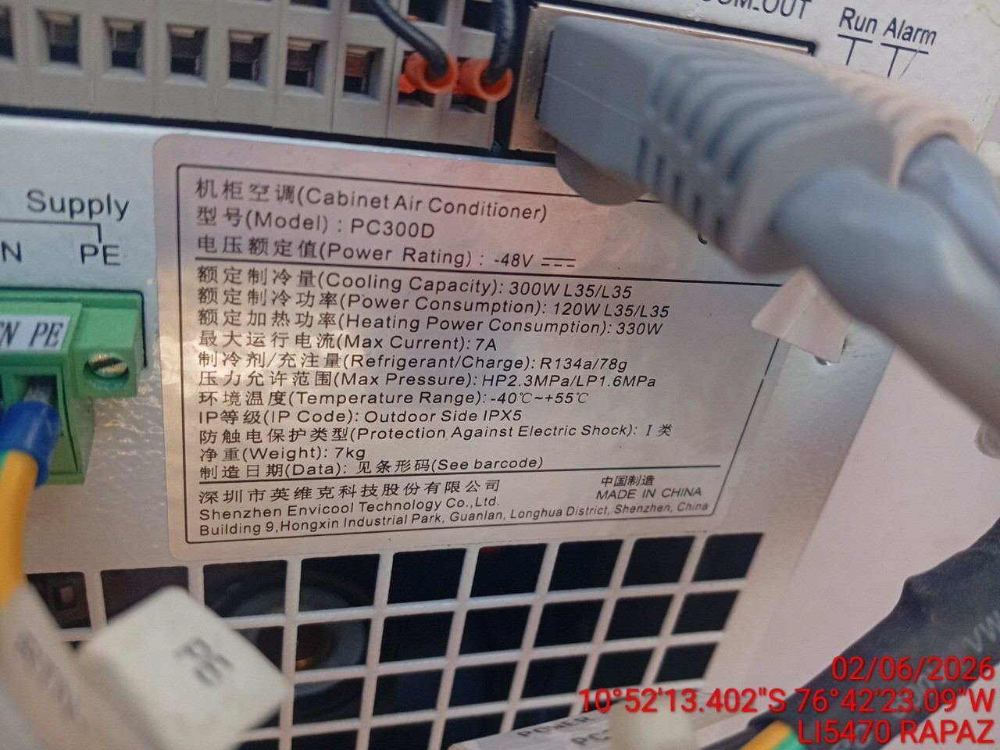 COM_OUT
Run Alarm
Supply
N PE
N PE
机柜空调(Cabinet Air Conditioner)
型号(Model) : PC300D
电压额定值(Power Rating) : -48V ⎓
额定制冷量(Cooling Capacity): 300W L35/L35
额定制冷功率(Power Consumption): 120W L35/L35
额定加热功率(Heating Power Consumption): 330W
最大运行电流(Max Current): 7A
制冷剂/充注量(Refrigerant/Charge): R134a/78g
压力允许范围(Max Pressure): HP2.3MPa/LP1.6MPa
环境温度(Temperature Range): -40℃~+55℃
IP等级(IP Code): Outdoor Side IPX5
防触电保护类型(Protection Against Electric Shock): I 类
净重(Weight): 7kg
制造日期(Data): 见条形码(See barcode)
深圳市英维克科技股份有限公司
Shenzhen Envicool Technology Co.,Ltd.
Building 9,Hongxin Industrial Park, Guanlan, Longhua District, Shenzhen, China
中国制造
MADE IN CHINA
PE
RTN
POWER
PC-
02/06/2026
10°52'13.402"S 76°42'23.09"W
LI5470 RAPAZ